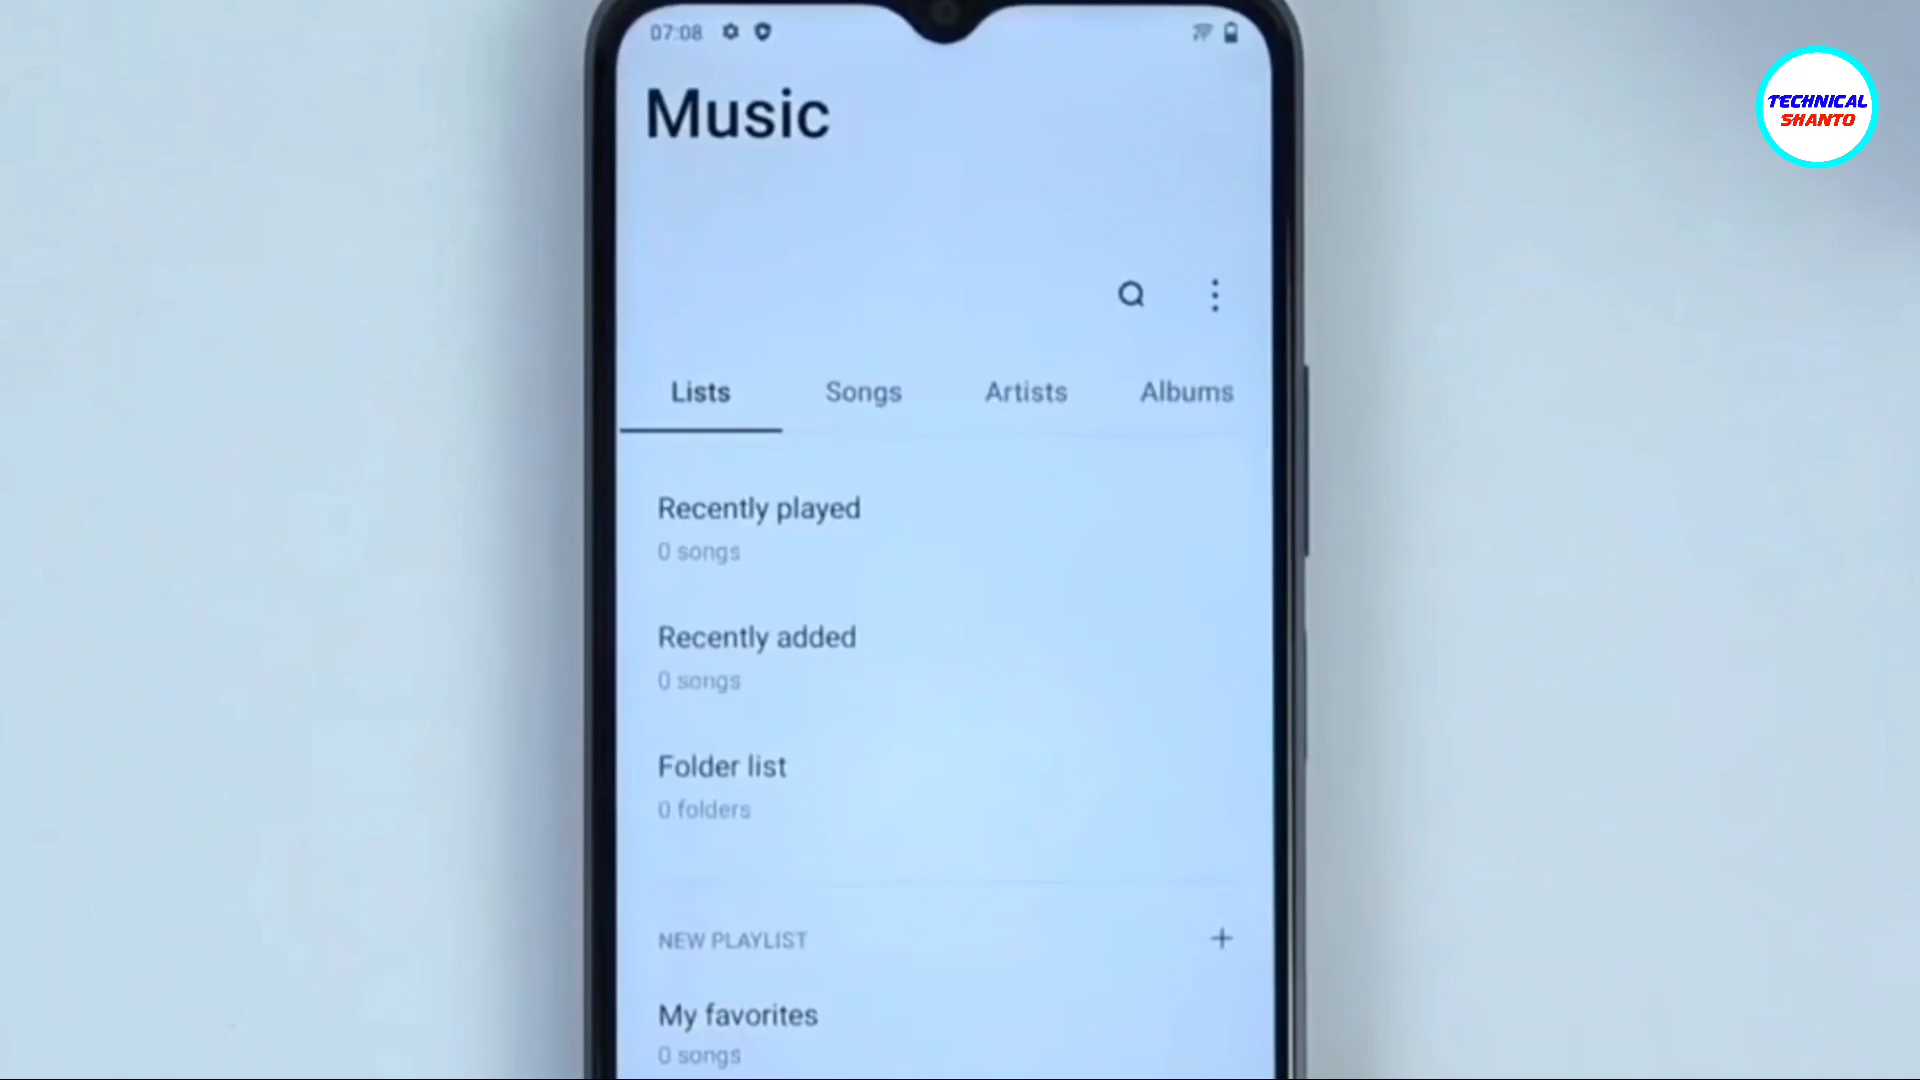 07:08
TECHNICAL
SHANTO
Music
Lists Songs Artists Albums
Recently played
0 songs
Recently added
0 songs
Folder list
0 folders
NEW PLAYLIST +
My favorites
0 songs